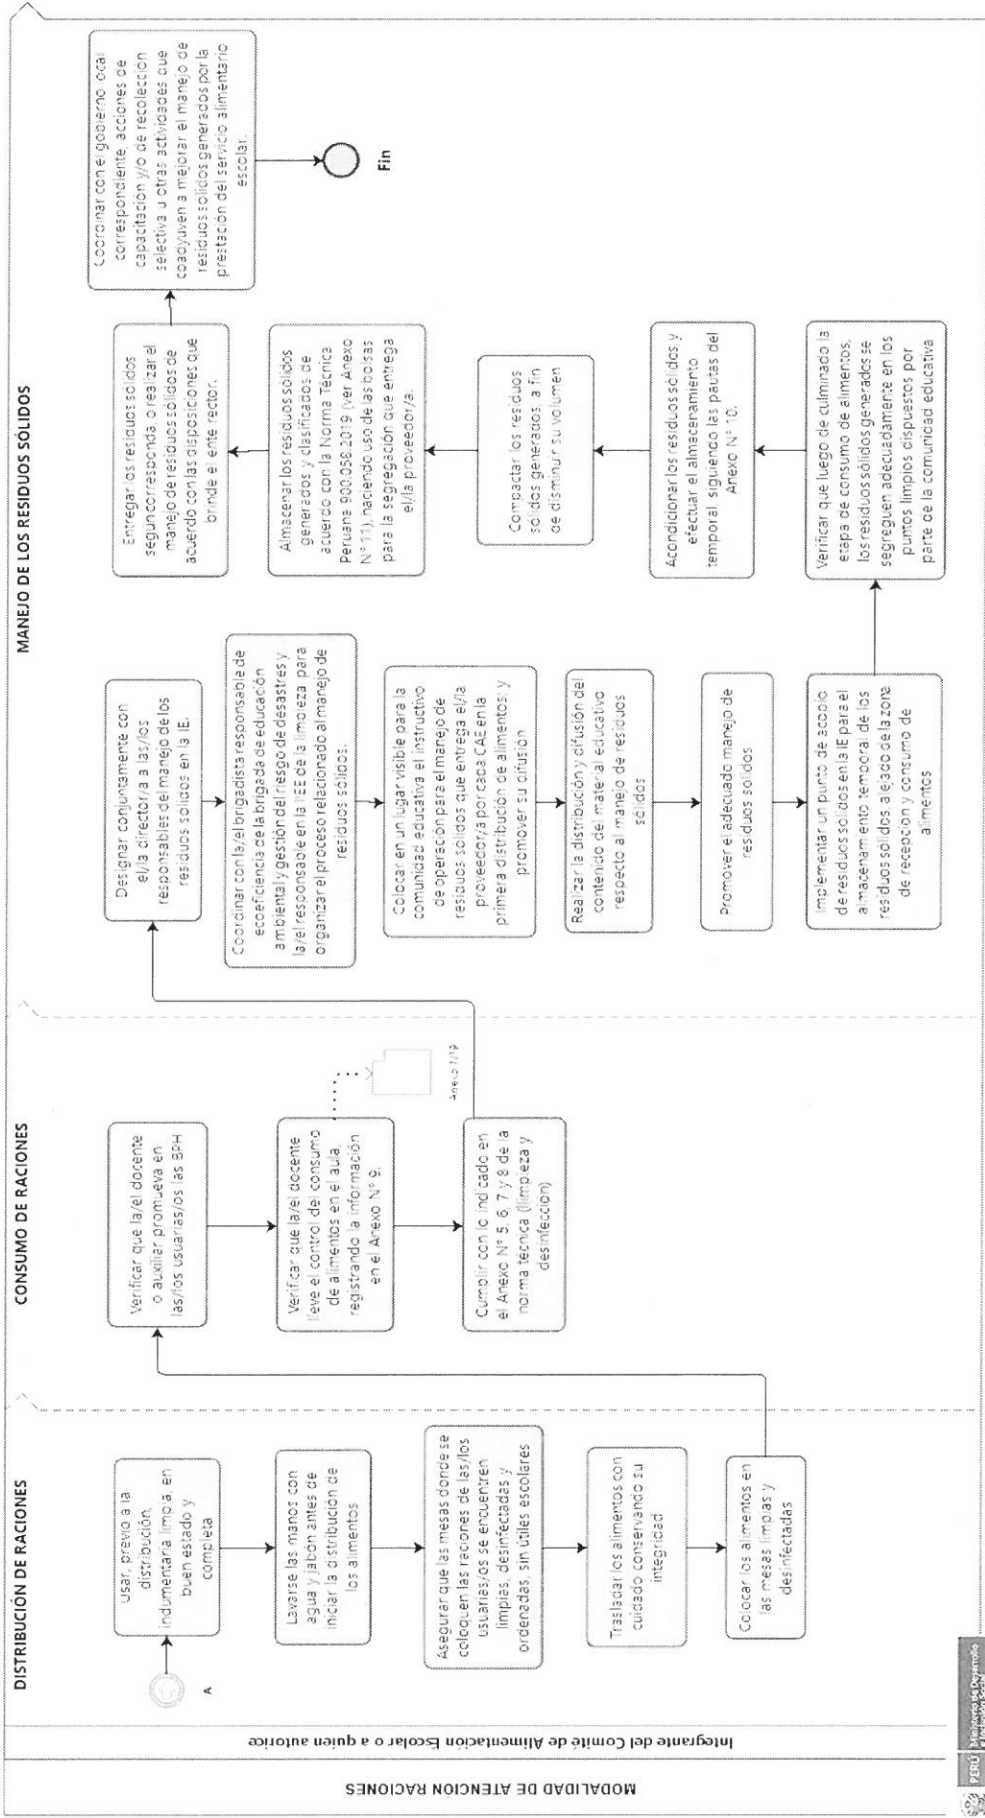 MODALIDAD DE ATENCIÓN RACIONES
Integrante del Comité de Alimentación Escolar o a quien autorice
DISTRIBUCIÓN DE RACIONES
A
Usar, previo a la
distribución,
indumentaria limpia, en
buen estado y
completa
Lavarse las manos con
agua y jabón antes de
iniciar la distribución de
los alimentos
Asegurar que las mesas donde se
coloquen las raciones de las/los
usuarias/os se encuentren
limpias, desinfectadas y
ordenadas, sin útiles escolares
Trasladar los alimentos con
cuidado conservando su
integridad
Colocar los alimentos en
las mesas limpias y
desinfectadas
CONSUMO DE RACIONES
Verificar que la/el docente
o auxiliar promueva en
las/los usuarias/os las BPH
Verificar que la/el docente
lleve el control del consumo
de alimentos en el aula,
registrando la información
en el Anexo N° 9.
Anexo N°9
Cumplir con lo indicado en
el Anexo N° 5, 6, 7 y 8 de la
norma técnica (limpieza y
desinfección)
MANEJO DE LOS RESIDUOS SÓLIDOS
Designar conjuntamente con
el/la director/a a las/los
responsables del manejo de los
residuos sólidos en la IE.
Coordinar con la/el brigadista responsable de
ecoeficiencia de la brigada de educación
ambiental y gestión del riesgo de desastres y
la/el responsable en la IIEE de la limpieza para
organizar el proceso relacionado al manejo de
residuos sólidos.
Colocar en un lugar visible para la
comunidad educativa el instructivo
de operación para el manejo de
residuos sólidos que entrega el/la
proveedor/a por cada CAE en la
primera distribución de alimentos; y
promover su difusión
Realizar la distribución y difusión del
contenido del material educativo
respecto al manejo de residuos
sólidos
Promover el adecuado manejo de
residuos sólidos
Implementar un punto de acopio
de residuos sólidos en la IE para el
almacenamiento temporal de los
residuos sólidos, alejado de la zona
de recepción y consumo de
alimentos
Verificar que luego de culminado la
etapa de consumo de alimentos,
los residuos sólidos generados se
segreguen adecuadamente en los
puntos limpios dispuestos por
parte de la comunidad educativa
Acondicionar los residuos sólidos, y
efectuar el almacenamiento
temporal siguiendo las pautas del
Anexo N° 10.
Compactar los residuos
sólidos generados, a fin
de disminuir su volumen
Almacenar los residuos sólidos
generados y clasificados de
acuerdo con la Norma Técnica
Peruana 900.058.2019 (ver Anexo
N° 11), haciendo uso de las bolsas
para la segregación que entrega
el/la proveedor/a.
Entregar los residuos sólidos
según corresponda, o realizar el
manejo de residuos sólidos de
acuerdo con las disposiciones que
brinde el ente rector.
Coordinar con el gobierno local
correspondiente, acciones de
capacitación y/o de recolección
selectiva u otras actividades que
coadyuven a mejorar el manejo de
residuos sólidos generados por la
prestación del servicio alimentario
escolar.
Fin
PERÚ
Ministerio de Desarrollo
e Inclusión Social